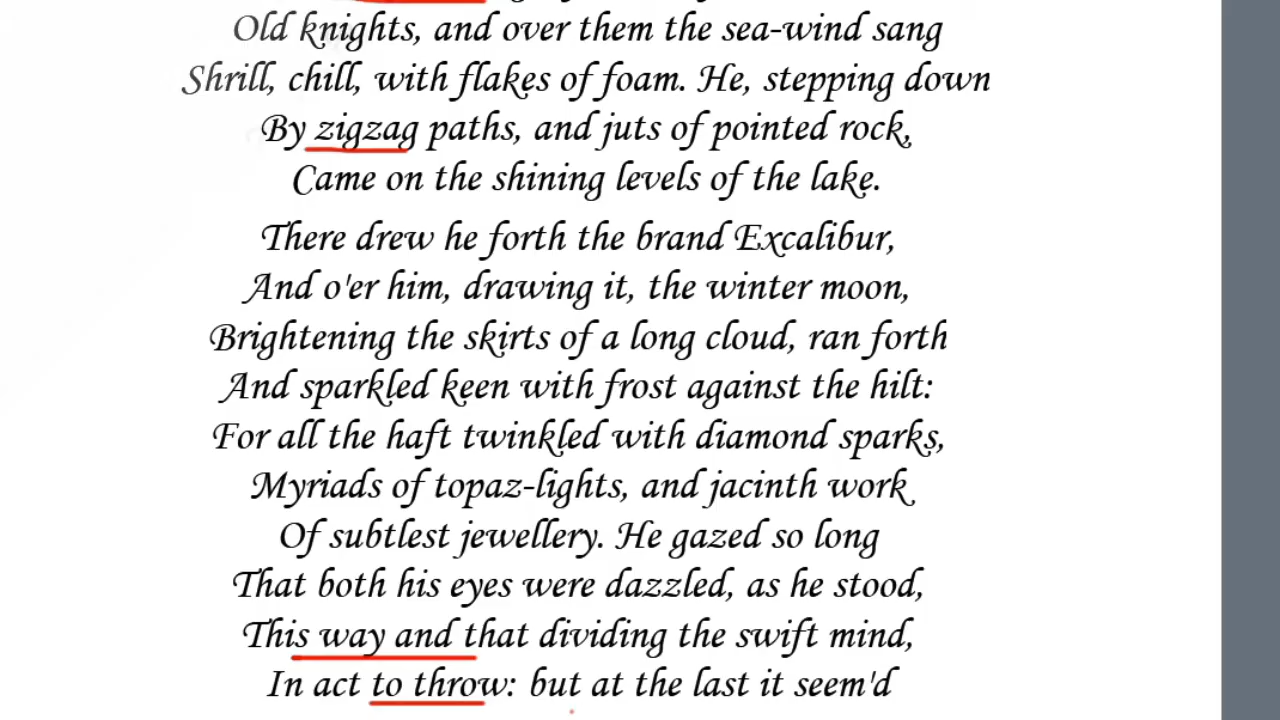 Old knights, and over them the sea-wind sang
Shrill, chill, with flakes of foam. He, stepping down
By zigzag paths, and juts of pointed rock,
Came on the shining levels of the lake.
There drew he forth the brand Excalibur,
And o'er him, drawing it, the winter moon,
Brightening the skirts of a long cloud, ran forth
And sparkled keen with frost against the hilt:
For all the haft twinkled with diamond sparks,
Myriads of topaz-lights, and jacinth work
Of subtlest jewellery. He gazed so long
That both his eyes were dazzled, as he stood,
This way and that dividing the swift mind,
In act to throw: but at the last it seem'd